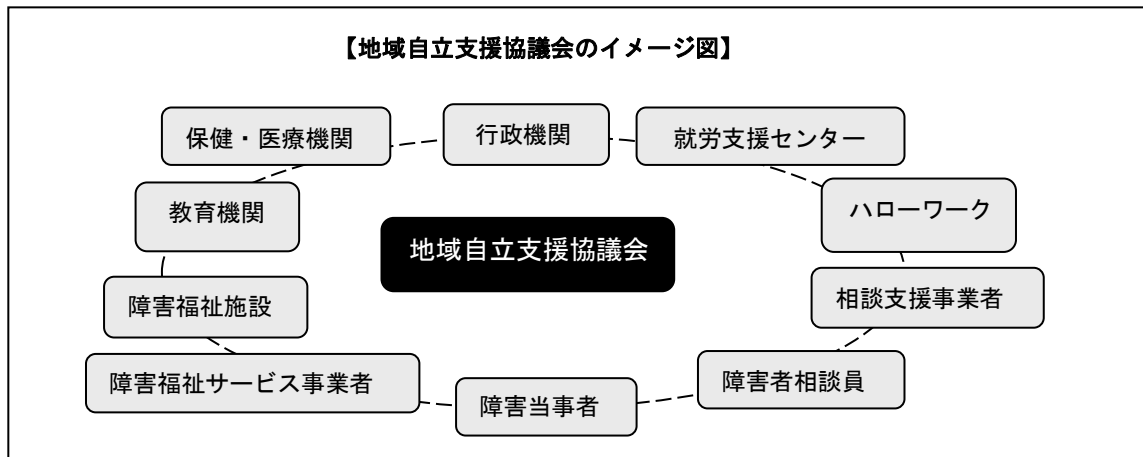 【地域自立支援協議会のイメージ図】
保健・医療機関
行政機関
就労支援センター
教育機関
ハローワーク
地域自立支援協議会
障害福祉施設
相談支援事業者
障害福祉サービス事業者
障害者相談員
障害当事者